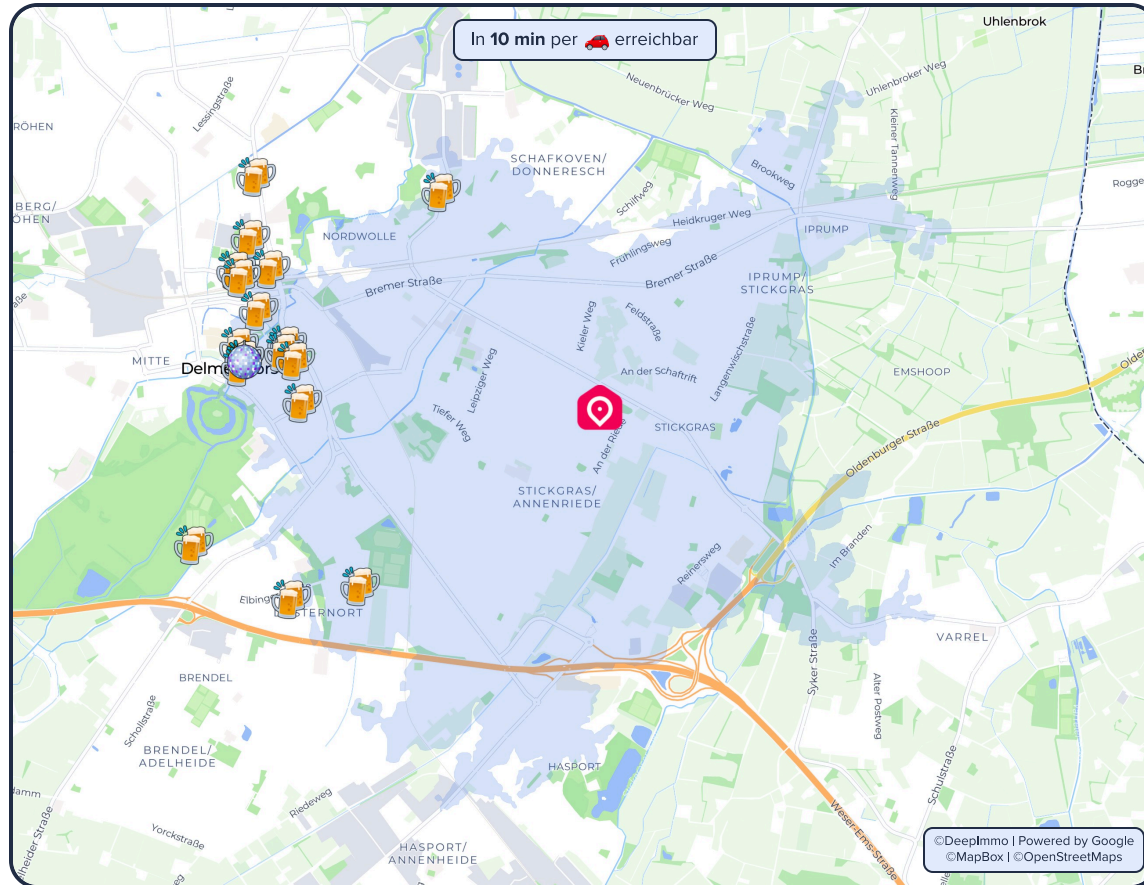 Uhlenbrok
In 10 min per erreichbar
Uhlenbroker Weg
Neuenbrücker Weg
Lessingstraße
Kleiner Tannenweg
RÖHEN
SCHAFKOVEN/
DONNERESCH
Brookweg
Schilfweg
BERG/
ÖHEN
Heidkruger Weg
NORDWOLLE
IPRUMP
Frühlingsweg
Bremer Straße
Bremer Straße
IPRUMP/
STICKGRAS
Kieler Weg
Feldstraße
Langenwischstraße
MITTE
Leipziger Weg
An der Schaftrift
EMSHOOP
Tiefer Weg
STICKGRAS
An der Riede
Oldenburger Straße
STICKGRAS/
ANNENRIEDE
Im Branden
Reinersweg
VARREL
Syker Straße
BRENDEL
Alter Postweg
Schollstraße
BRENDEL/
ADELHEIDE
HASPORT
Schulstraße
Riedeweg
Yorckstraße
Weser-Ems-Straße
HASPORT/
ANNENHEIDE
©DeepImmo | Powered by Google
©MapBox | ©OpenStreetMaps